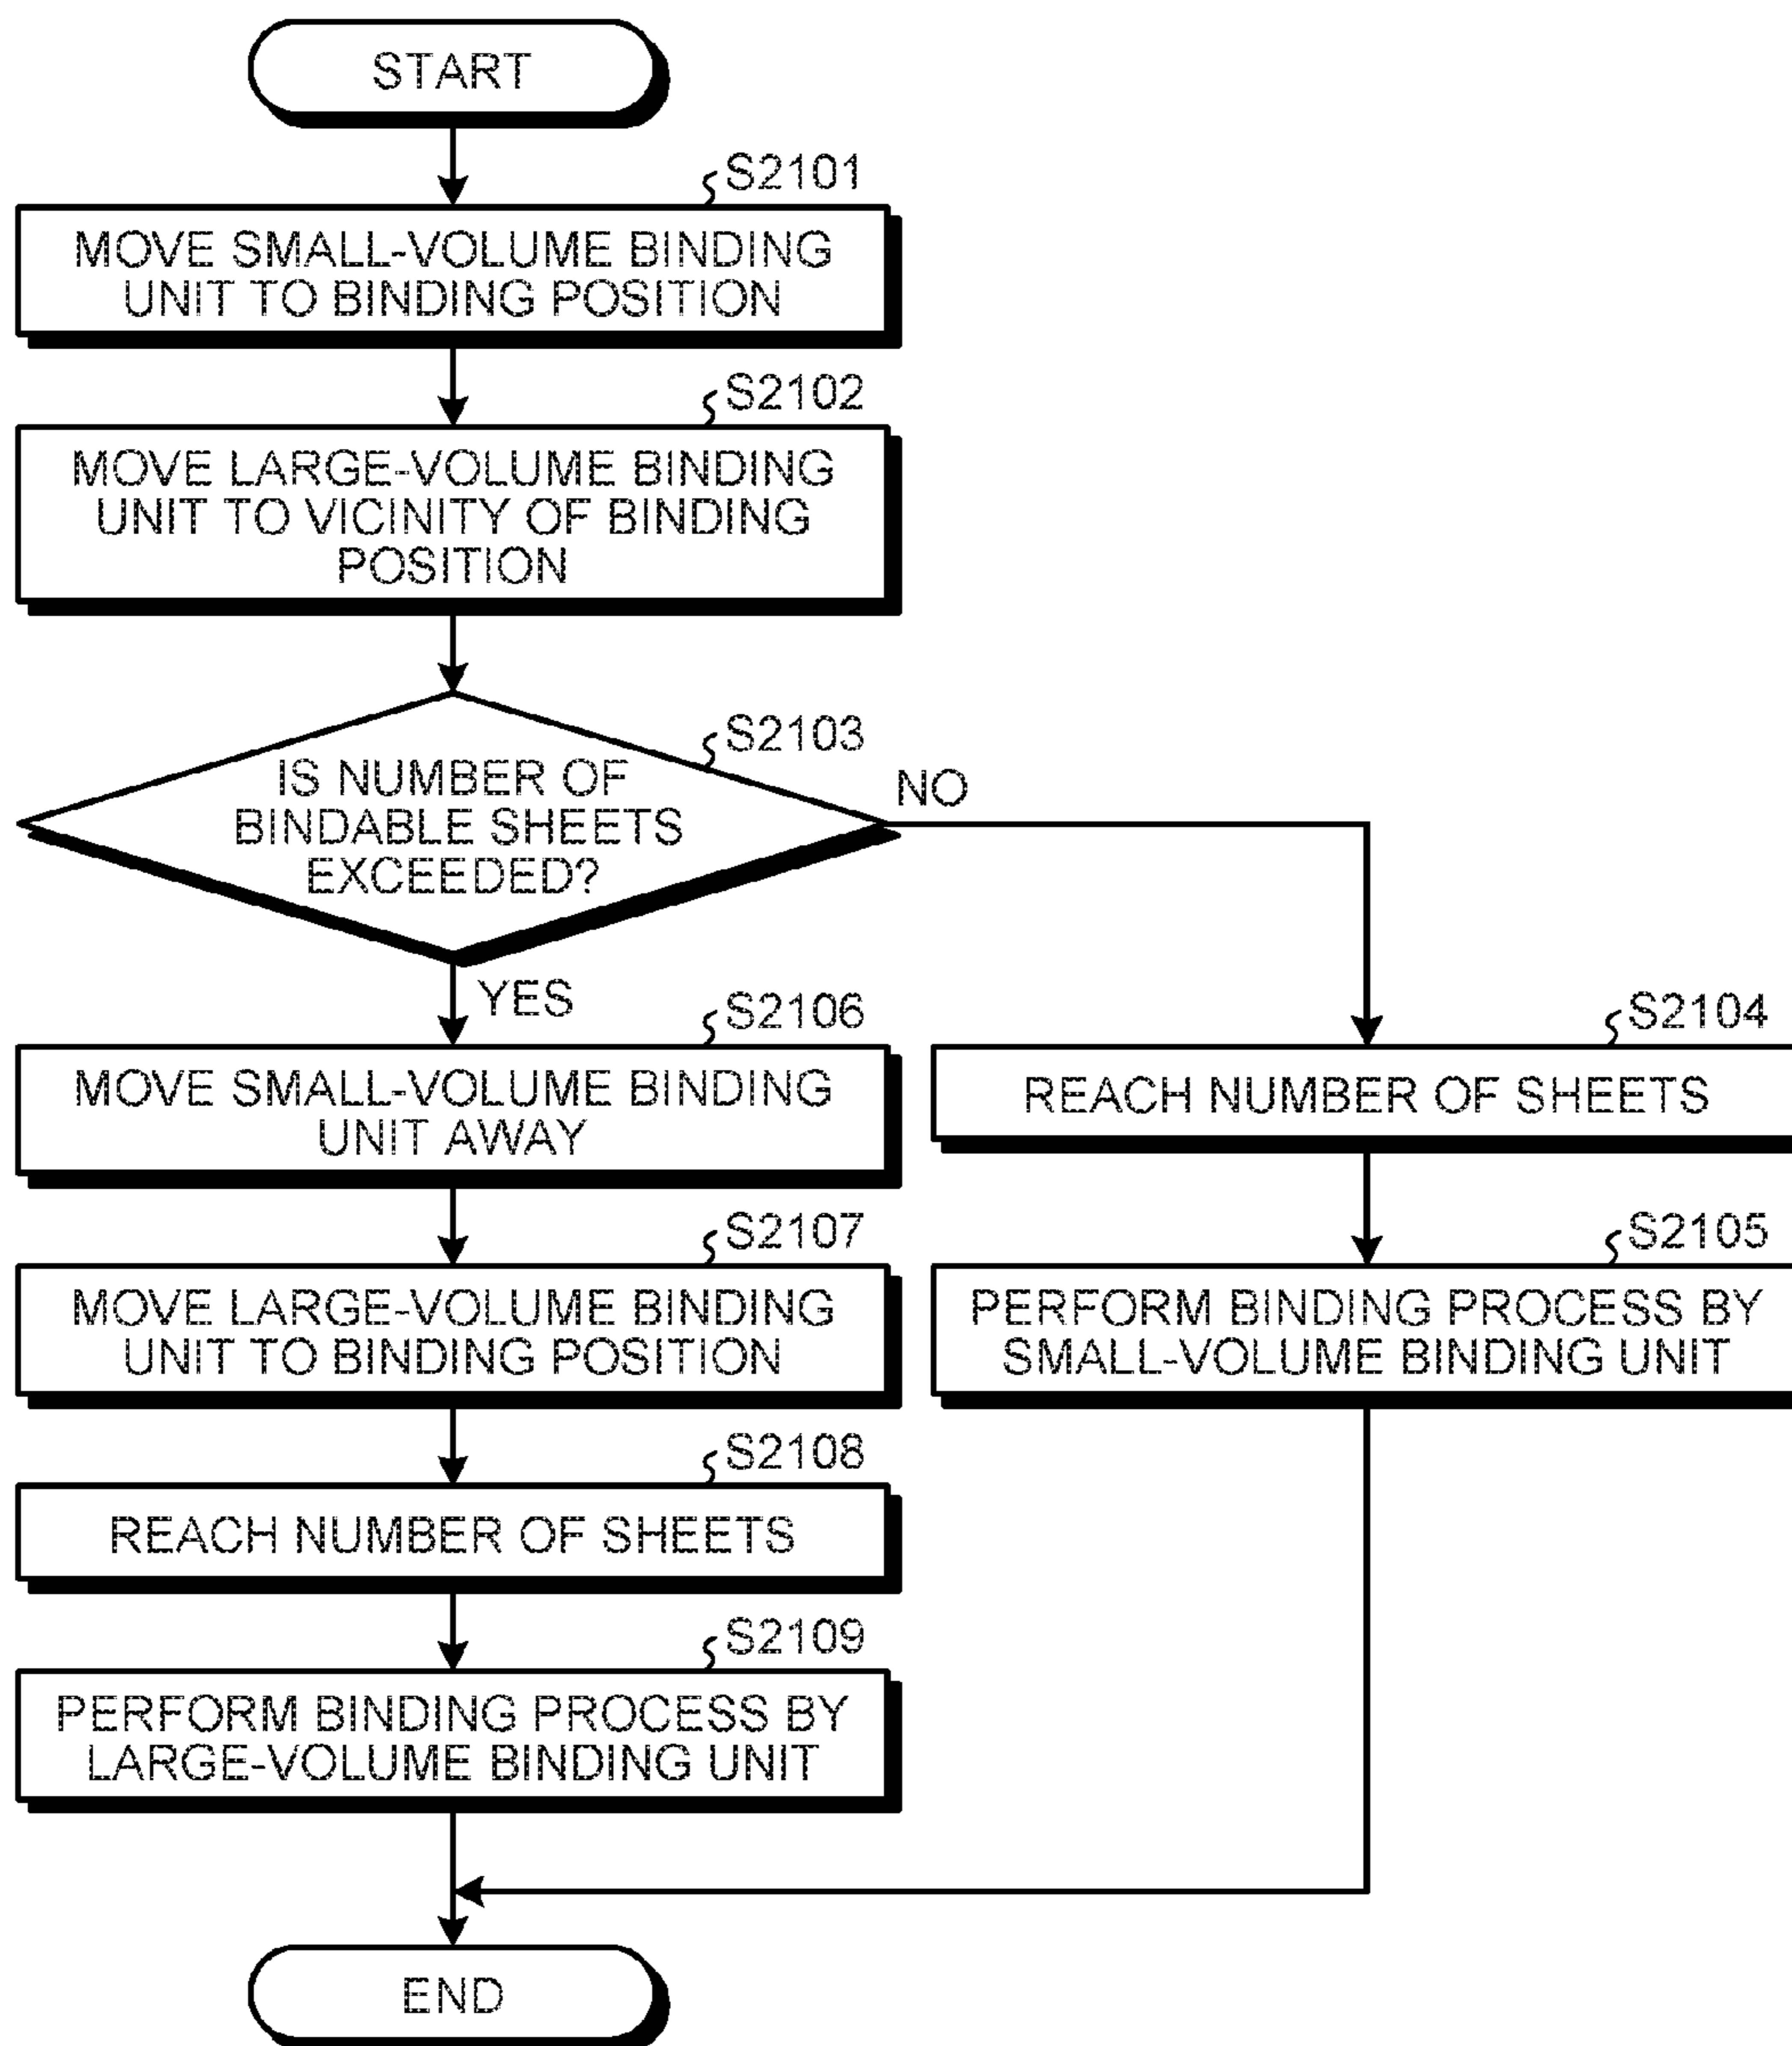 START
S2101
MOVE SMALL-VOLUME BINDING
UNIT TO BINDING POSITION
S2102
MOVE LARGE-VOLUME BINDING
UNIT TO VICINITY OF BINDING
POSITION
S2103
IS NUMBER OF
BINDABLE SHEETS
EXCEEDED?
NO
YES
S2106
MOVE SMALL-VOLUME BINDING
UNIT AWAY
S2104
REACH NUMBER OF SHEETS
S2107
MOVE LARGE-VOLUME BINDING
UNIT TO BINDING POSITION
S2105
PERFORM BINDING PROCESS BY
SMALL-VOLUME BINDING UNIT
S2108
REACH NUMBER OF SHEETS
S2109
PERFORM BINDING PROCESS BY
LARGE-VOLUME BINDING UNIT
END